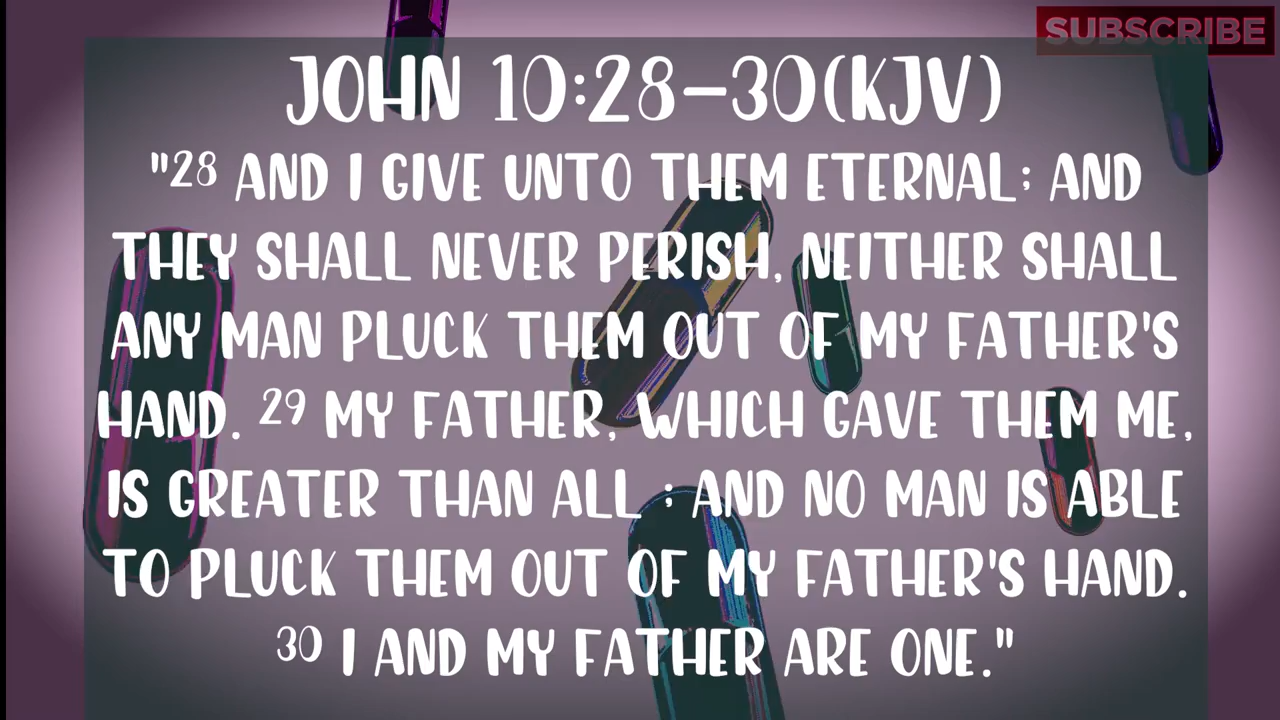 SUBSCRIBE
JOHN 10:28-30(KJV)
"28 AND I GIVE UNTO THEM ETERNAL; AND
THEY SHALL NEVER PERISH, NEITHER SHALL
ANY MAN PLUCK THEM OUT OF MY FATHER'S
HAND. 29 MY FATHER, WHICH GAVE THEM ME,
IS GREATER THAN ALL ; AND NO MAN IS ABLE
TO PLUCK THEM OUT OF MY FATHER'S HAND.
30 I AND MY FATHER ARE ONE."